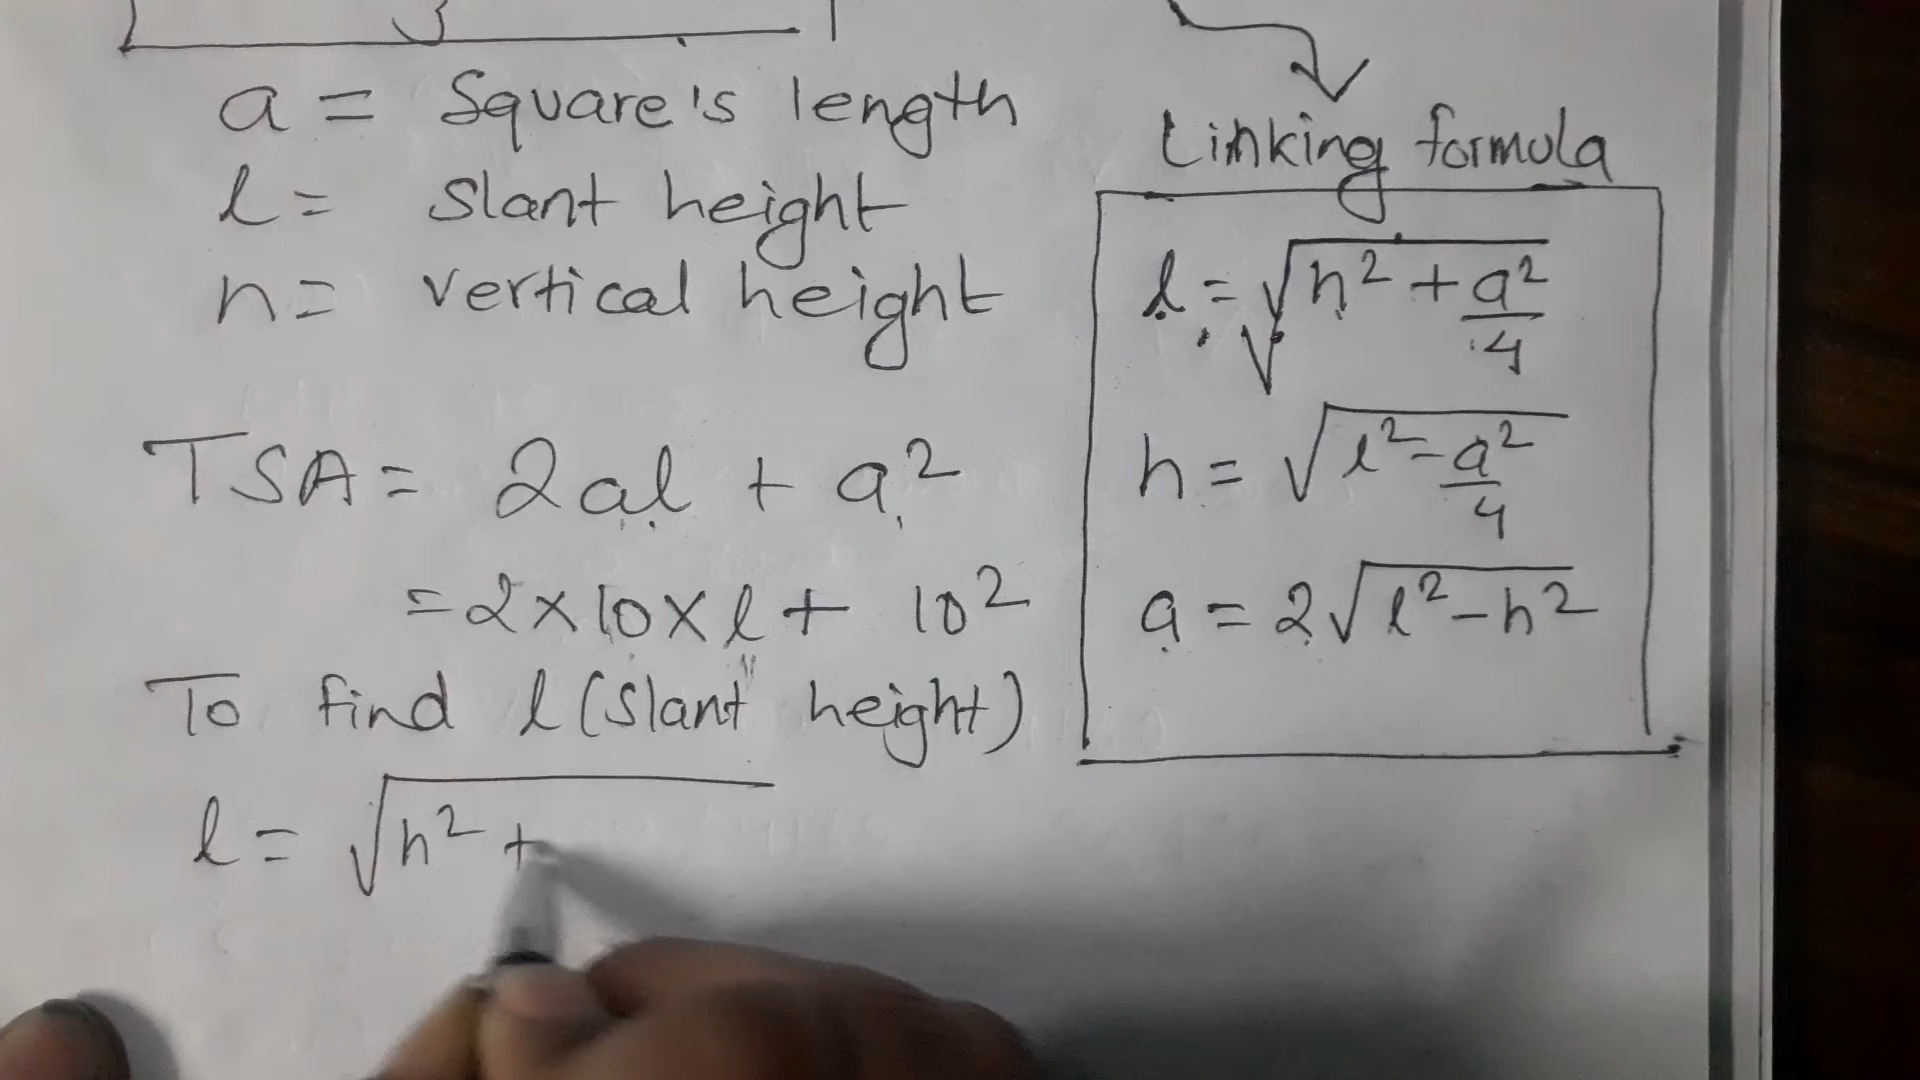 a = Square's length
l = Slant height
h = vertical height
TSA = 2al + a²
= 2×10×l + 10²
To find l (slant height)
l = √h² +
Linking formula
l = √h² + a²/4
h = √l² - a²/4
a = 2√l² - h²